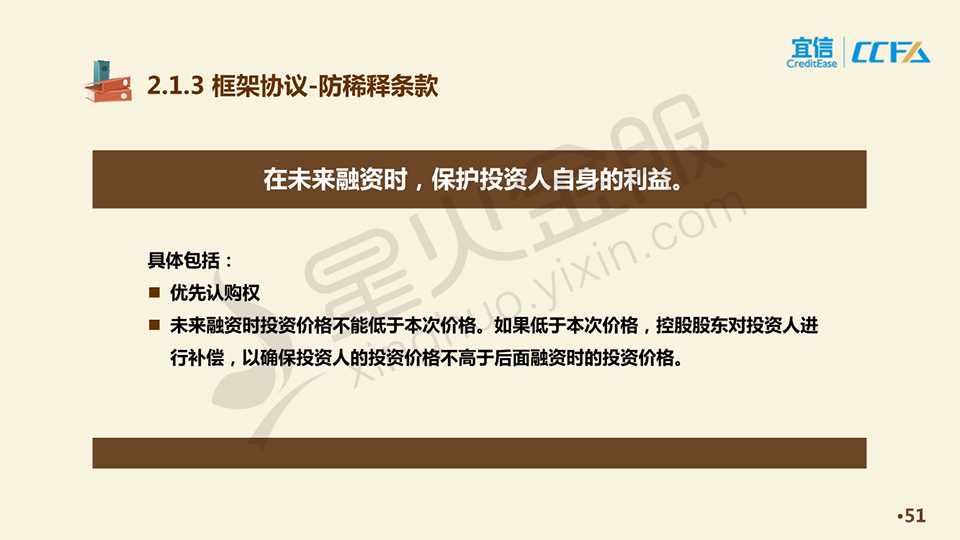 宜信
CreditEase
CCFA
2.1.3 框架协议-防稀释条款
在未来融资时，保护投资人自身的利益。
具体包括：
■ 优先认购权
■ 未来融资时投资价格不能低于本次价格。如果低于本次价格，控股股东对投资人进
行补偿，以确保投资人的投资价格不高于后面融资时的投资价格。
星火金服
xinghuo.yixin.com
•51